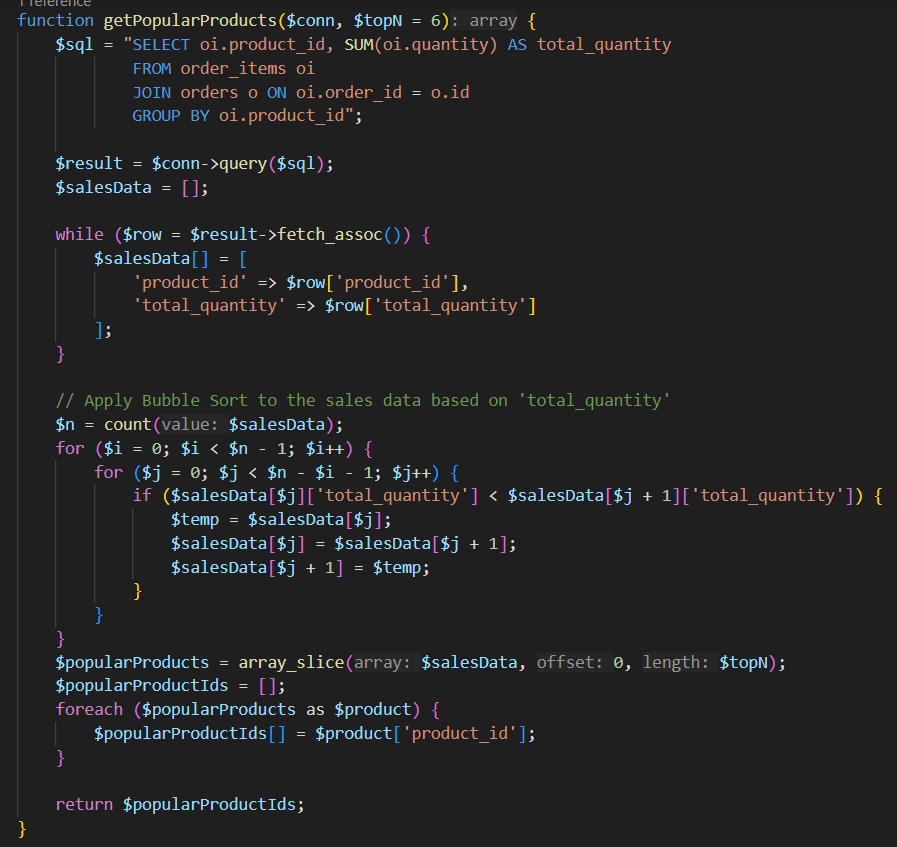 1 reference
function getPopularProducts($conn, $topN = 6): array {
    $sql = "SELECT oi.product_id, SUM(oi.quantity) AS total_quantity
            FROM order_items oi
            JOIN orders o ON oi.order_id = o.id
            GROUP BY oi.product_id";

    $result = $conn->query($sql);
    $salesData = [];

    while ($row = $result->fetch_assoc()) {
        $salesData[] = [
            'product_id' => $row['product_id'],
            'total_quantity' => $row['total_quantity']
        ];
    }

    // Apply Bubble Sort to the sales data based on 'total_quantity'
    $n = count(value: $salesData);
    for ($i = 0; $i < $n - 1; $i++) {
        for ($j = 0; $j < $n - $i - 1; $j++) {
            if ($salesData[$j]['total_quantity'] < $salesData[$j + 1]['total_quantity']) {
                $temp = $salesData[$j];
                $salesData[$j] = $salesData[$j + 1];
                $salesData[$j + 1] = $temp;
            }
        }
    }
    $popularProducts = array_slice(array: $salesData, offset: 0, length: $topN);
    $popularProductIds = [];
    foreach ($popularProducts as $product) {
        $popularProductIds[] = $product['product_id'];
    }

    return $popularProductIds;
}